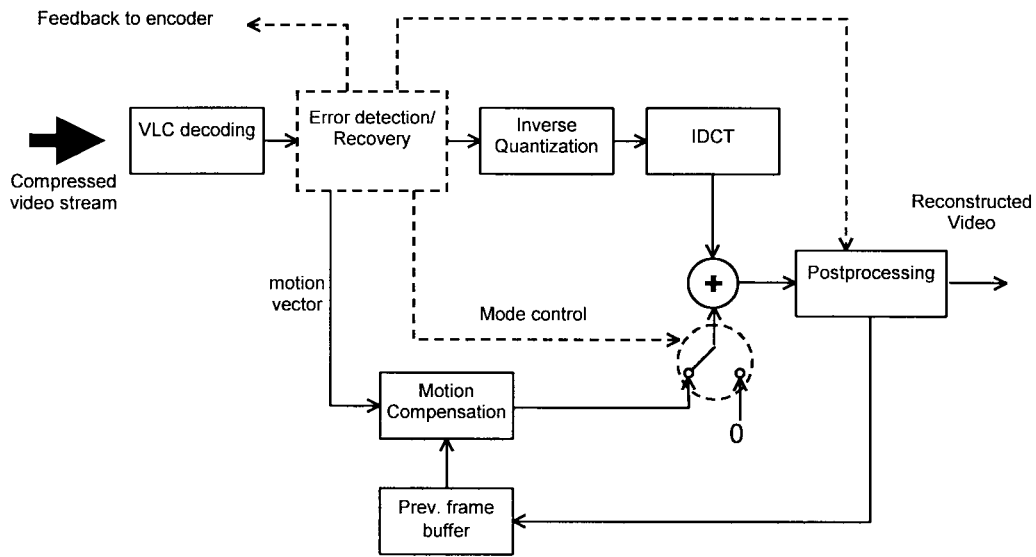 Feedback to encoder
VLC decoding
Error detection/
Recovery
Inverse
Quantization
IDCT
Compressed
video stream
Reconstructed
Video
motion
vector
+
Postprocessing
Mode control
Motion
Compensation
0
Prev. frame
buffer